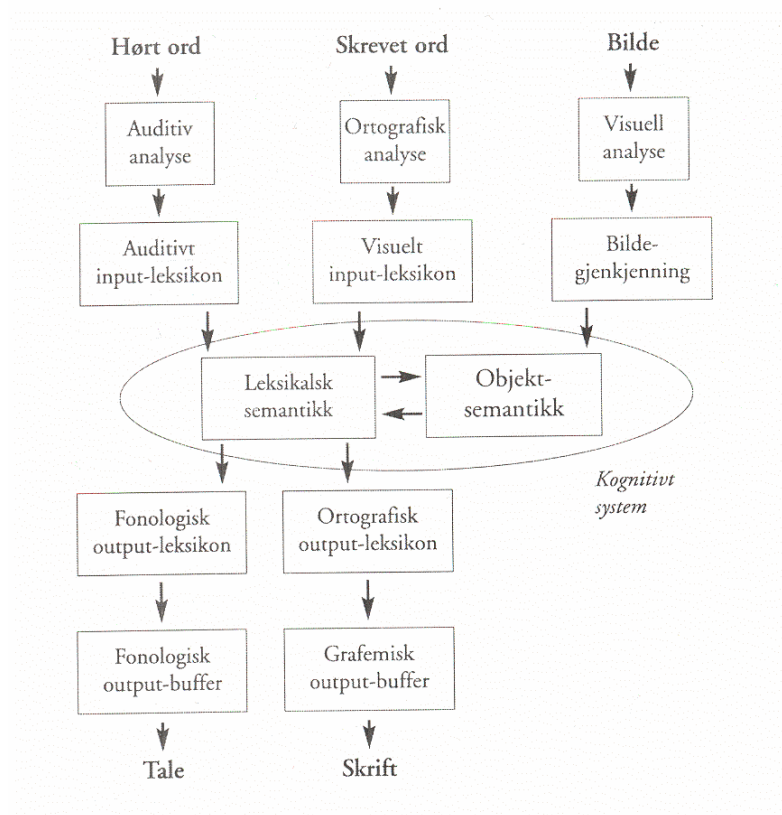 Hørt ord
Skrevet ord
Bilde
Auditiv
analyse
Ortografisk
analyse
Visuell
analyse
Auditivt
input-leksikon
Visuelt
input-leksikon
Bilde-
gjenkjenning
Leksikalsk
semantikk
Objekt-
semantikk
Kognitivt
system
Fonologisk
output-leksikon
Ortografisk
output-leksikon
Fonologisk
output-buffer
Grafemisk
output-buffer
Tale
Skrift